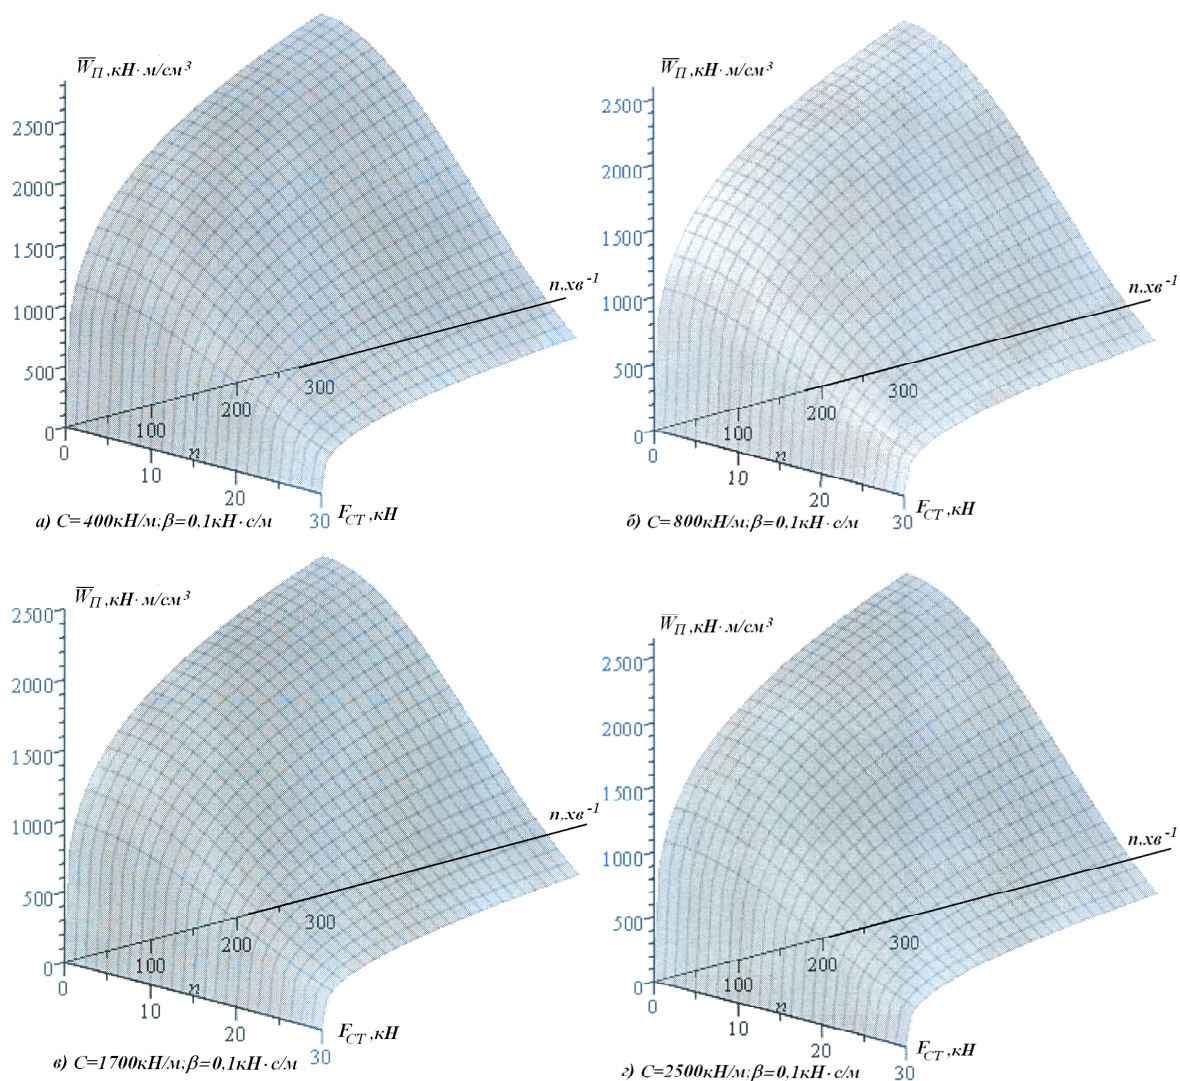 W̅П ,кН· м/см³
2500
2000
1500
1000
500
0
0
10
20
30
100
200
300
n
n,хв⁻¹
FСТ ,кН
а) С=400кН/м;β=0,1кН· с/м
W̅П ,кН· м/см³
2500
2000
1500
1000
500
0
0
10
20
30
100
200
300
n,хв⁻¹
FСТ ,кН
б) С=800кН/м;β=0,1кН· с/м
W̅П ,кН· м/см³
2500
2000
1500
1000
500
0
0
10
20
30
100
200
300
n
n,хв⁻¹
FСТ ,кН
в) С=1700кН/м;β=0,1кН· с/м
W̅П ,кН· м/см³
2500
2000
1500
1000
500
0
0
10
20
30
100
200
300
n,хв⁻¹
FСТ ,кН
г) С=2500кН/м;β=0,1кН· с/м